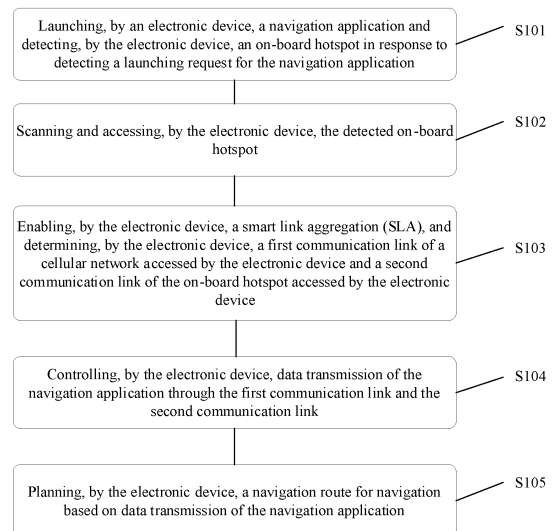 Launching, by an electronic device, a navigation application and
detecting, by the electronic device, an on-board hotspot in response to
detecting a launching request for the navigation application
S101
Scanning and accessing, by the electronic device, the detected on-board
hotspot
S102
Enabling, by the electronic device, a smart link aggregation (SLA), and
determining, by the electronic device, a first communication link of a
cellular network accessed by the electronic device and a second
communication link of the on-board hotspot accessed by the electronic
device
S103
Controlling, by the electronic device, data transmission of the
navigation application through the first communication link and the
second communication link
S104
Planning, by the electronic device, a navigation route for navigation
based on data transmission of the navigation application
S105